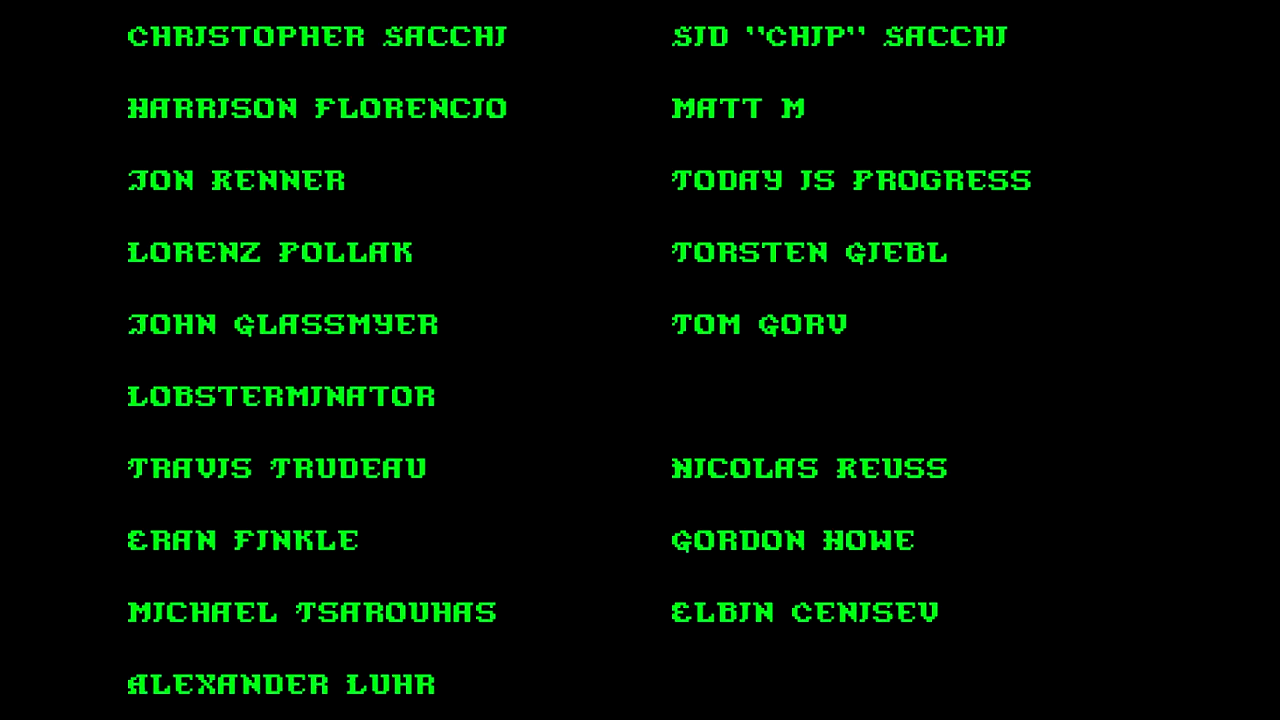 CHRISTOPHER SACCHI
HARRISON FLORENCIO
JON RENNER
LORENZ POLLAK
JOHN GLASSMYER
LOBSTERMINATOR
TRAVIS TRUDEAU
ERAN FINKLE
MICHAEL TSAROUHAS
ALEXANDER LUHR
SID "CHIP" SACCHI
MATT M
TODAY IS PROGRESS
TORSTEN GIEBL
TOM GORV
NICOLAS REUSS
GORDON HOWE
ELBIN CENISEV